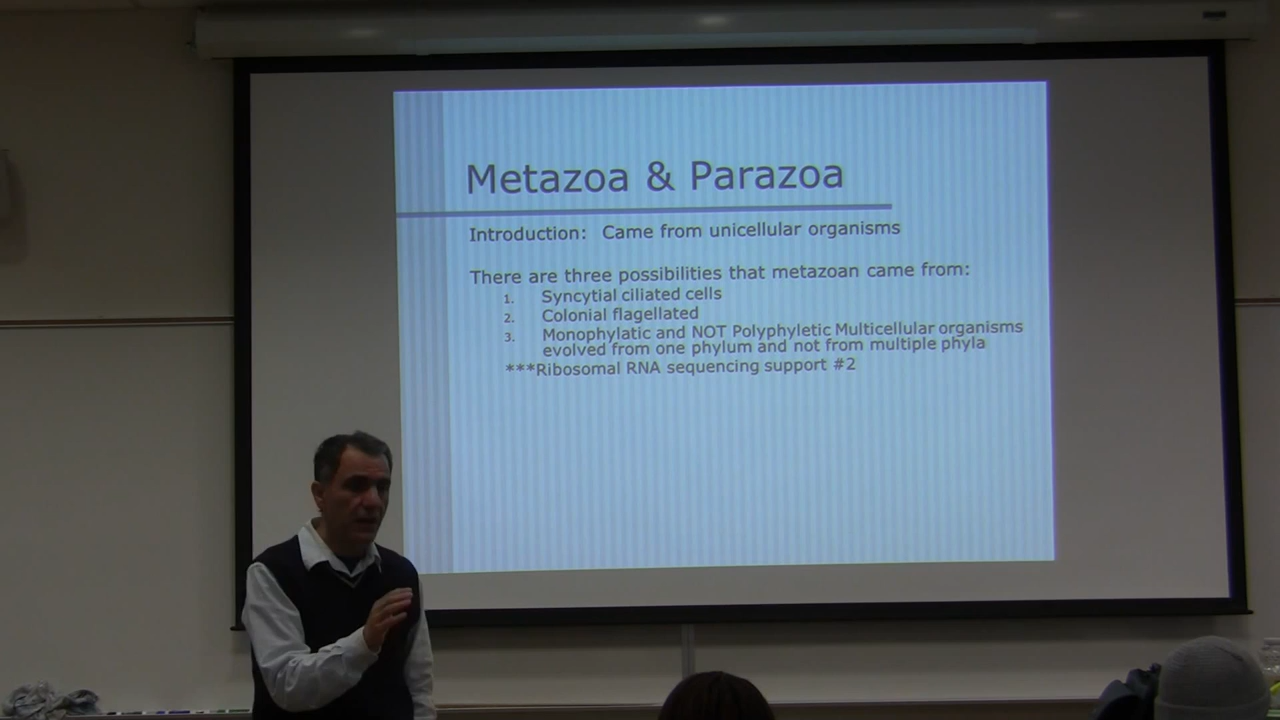 Metazoa & Parazoa
Introduction: Came from unicellular organisms
There are three possibilities that metazoan came from:
1. Syncytial ciliated cells
2. Colonial flagellated
3. Monophylatic and NOT Polyphyletic Multicellular organisms
evolved from one phylum and not from multiple phyla
***Ribosomal RNA sequencing support #2